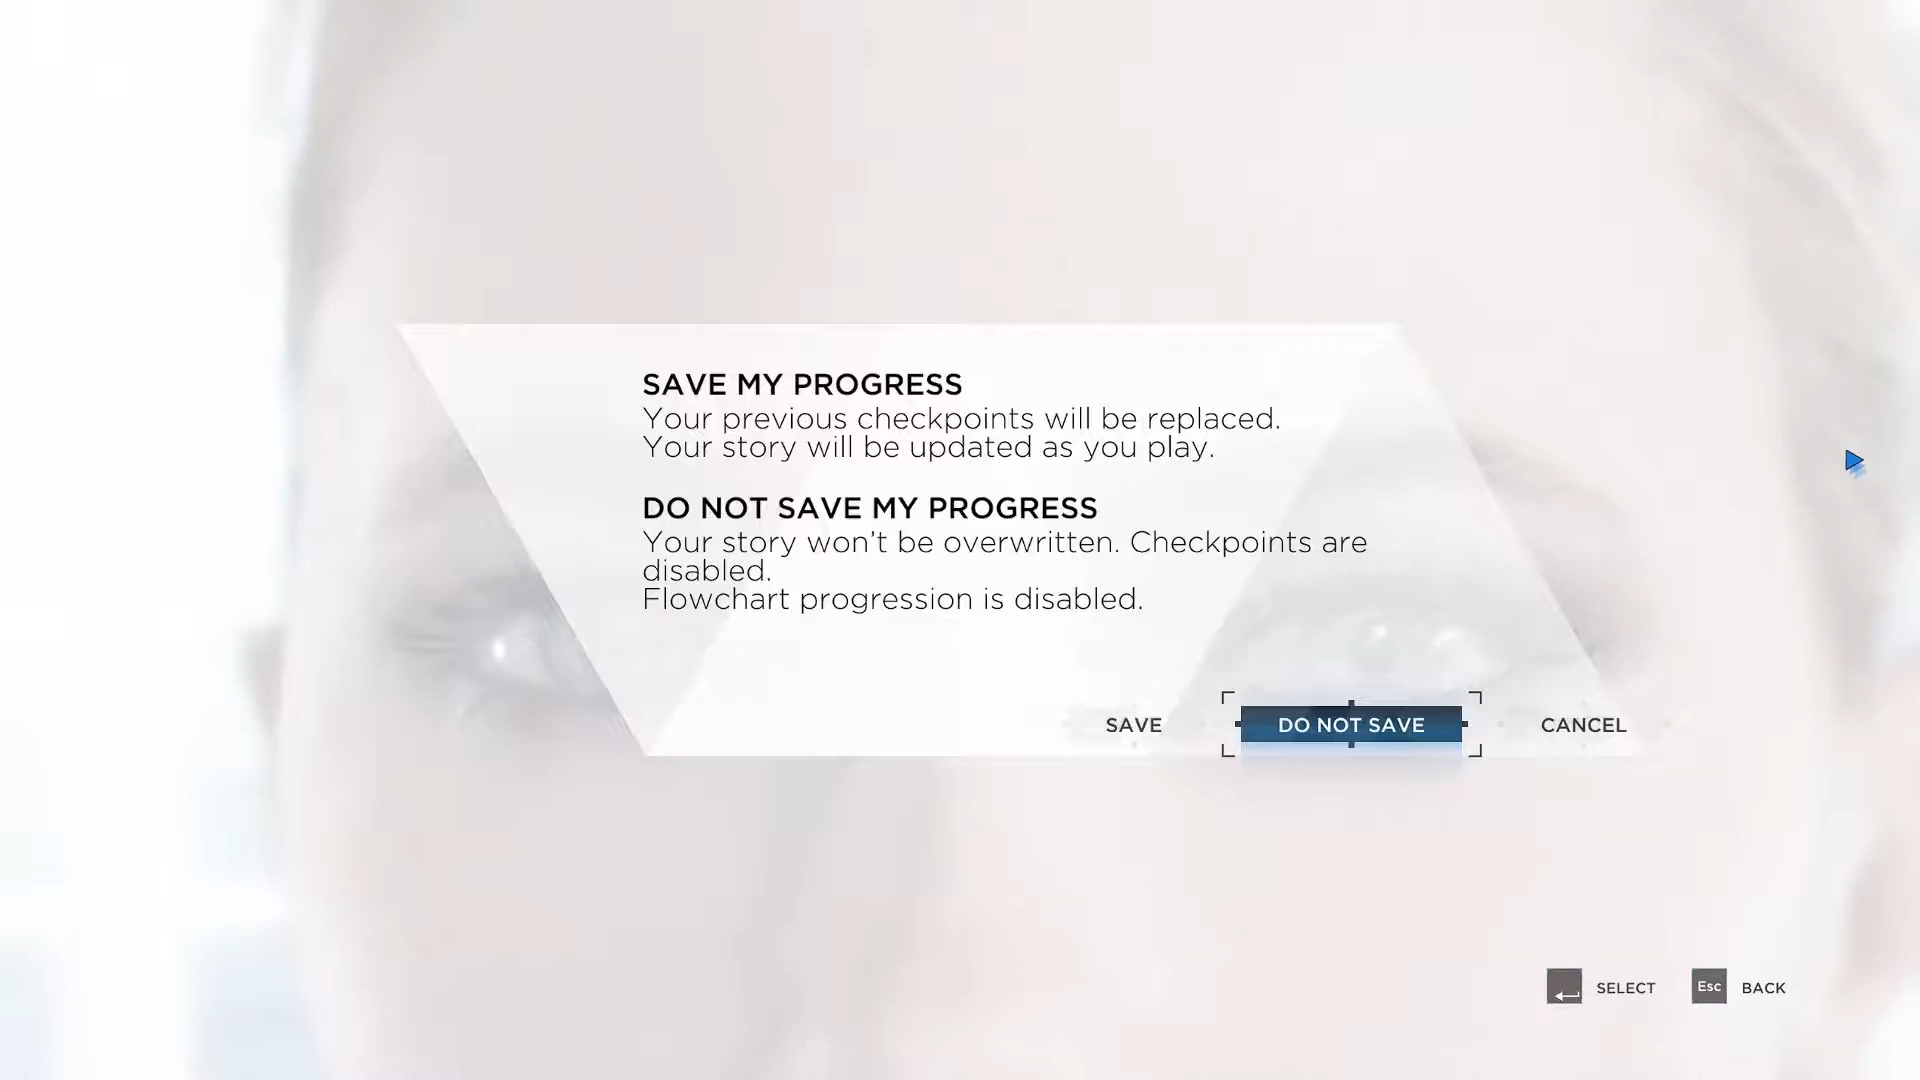 SAVE MY PROGRESS
Your previous checkpoints will be replaced.
Your story will be updated as you play.
DO NOT SAVE MY PROGRESS
Your story won’t be overwritten. Checkpoints are
disabled.
Flowchart progression is disabled.
SAVE
DO NOT SAVE
CANCEL
SELECT
Esc BACK